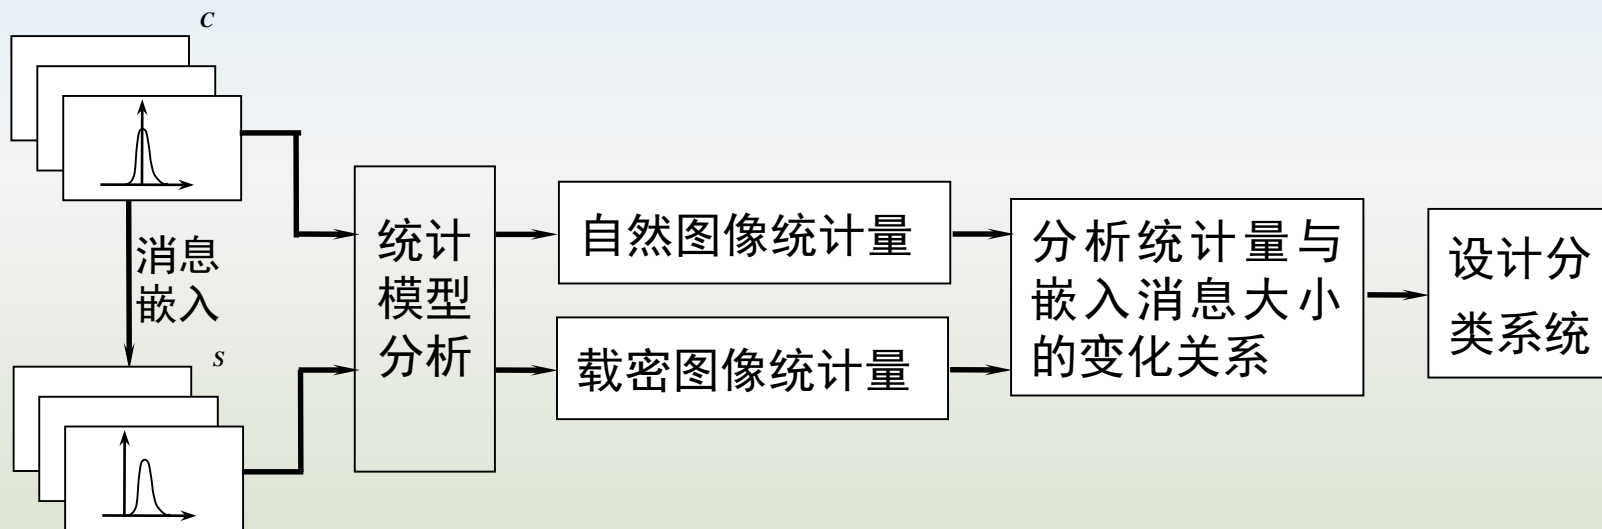 C
消息
嵌入
S
统计
模型
分析
自然图像统计量
载密图像统计量
分析统计量与
嵌入消息大小
的变化关系
设计分
类系统